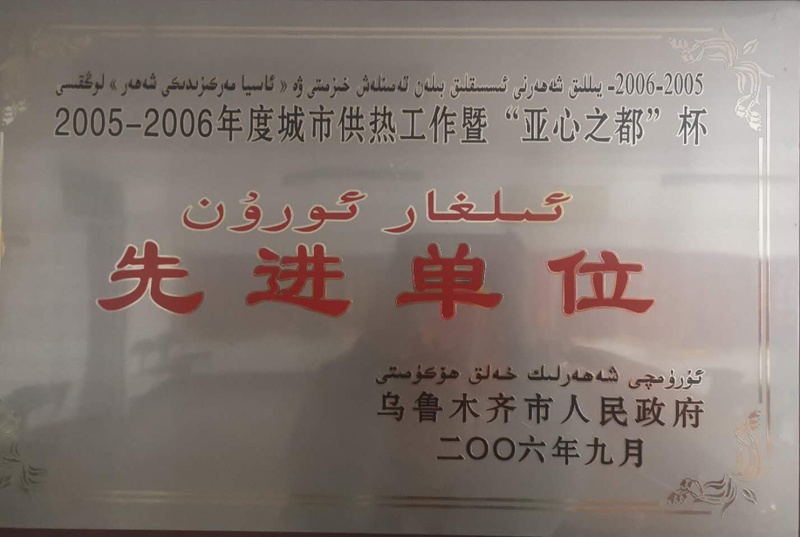 2006-2005- يىللىق شەھەرنى ئىسسىقلىق بىلەن تەمىنلەش خىزمىتى ۋە « ئاسىيا مەركىزىدىكى شەھەر » لوڭقىسى
2005-2006年度城市供热工作暨“亚心之都”杯
ئىلغار ئورۇن
先进单位
ئۈرۈمچى شەھەرلىك خەلق ھۆكۈمىتى
乌鲁木齐市人民政府
二〇〇六年九月